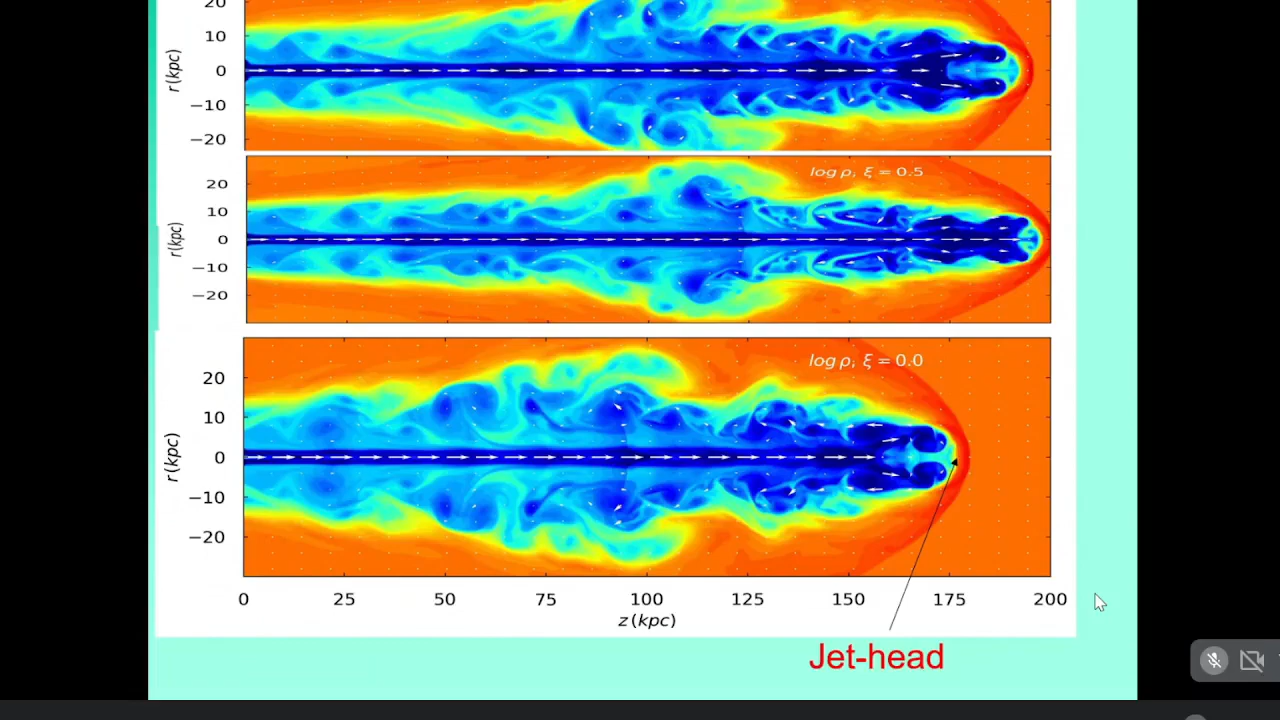 20
10
0
−10
−20
r (kpc)
log ρ, ξ = 0.5
20
10
0
−10
−20
r (kpc)
log ρ, ξ = 0.0
20
10
0
−10
−20
r (kpc)
0 25 50 75 100 125 150 175 200
z (kpc)
Jet-head